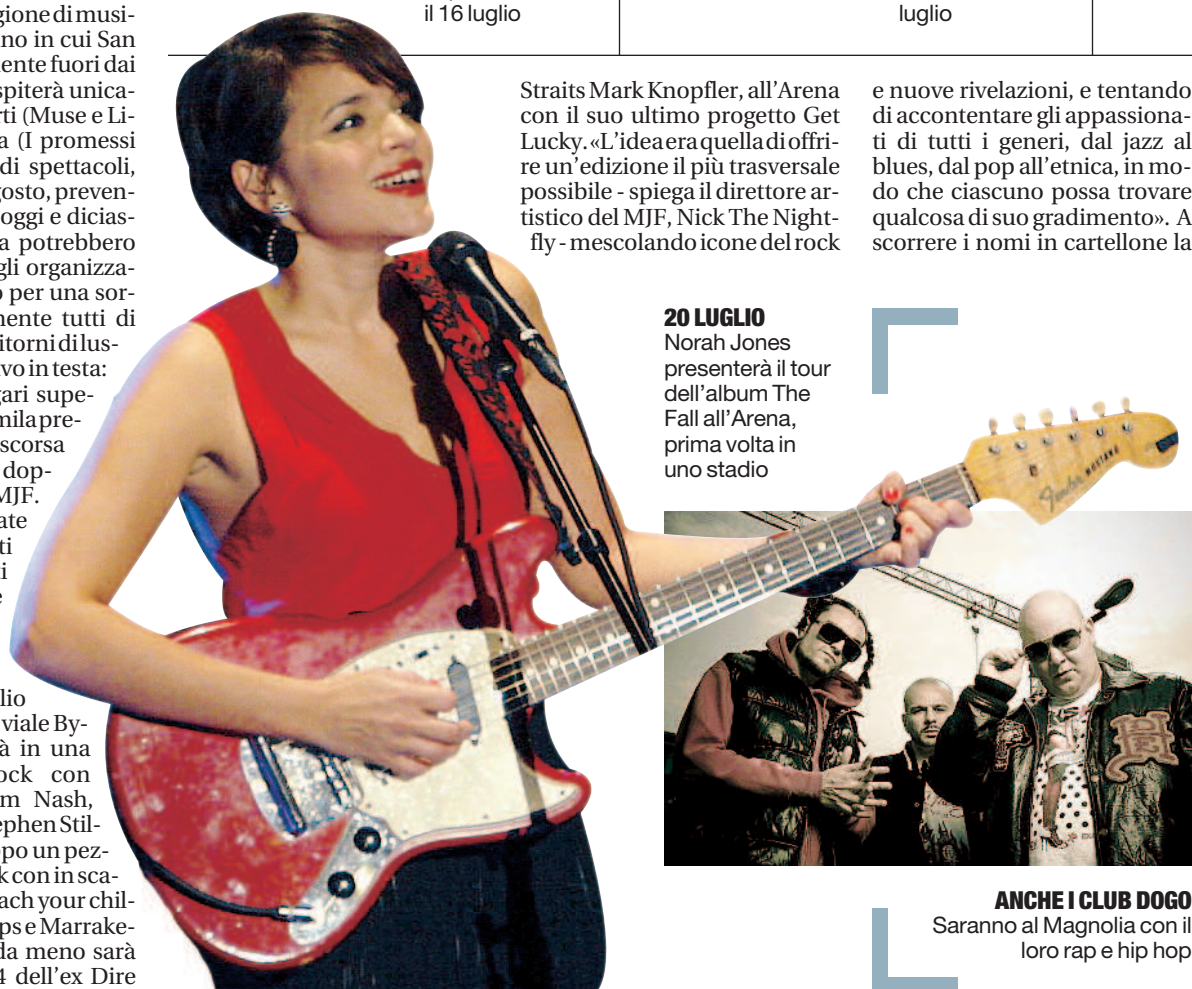 il 16 luglio
luglio
gione di musi-
no in cui San
ente fuori dai
spiterà unica-
rti (Muse e Li-
a (I promessi
di spettacoli,
gosto, preven-
oggi e dicias-
a potrebbero
gli organizza-
o per una sor-
mente tutti di
itorni di lus-
vo in testa:
gari supe-
mila pre-
scorsa
dop-
MJF.
ate
ti
ti
e
lio
viale By-
à in una
ock con
m Nash,
ephen Stil-
po un pez-
k con in sca-
ach your chil-
ps e Marrake-
da meno sarà
4 dell'ex Dire
Straits Mark Knopfler, all'Arena
con il suo ultimo progetto Get
Lucky. «L'idea era quella di offri-
re un'edizione il più trasversale
possibile - spiega il direttore ar-
tistico del MJF, Nick The Night-
fly - mescolando icone del rock
e nuove rivelazioni, e tentando
di accontentare gli appassiona-
ti di tutti i generi, dal jazz al
blues, dal pop all'etnica, in mo-
do che ciascuno possa trovare
qualcosa di suo gradimento». A
scorrere i nomi in cartellone la
20 LUGLIO
Norah Jones
presenterà il tour
dell'album The
Fall all'Arena,
prima volta in
uno stadio
Fender MUSTANG
ANCHE I CLUB DOGO
Saranno al Magnolia con il
loro rap e hip hop